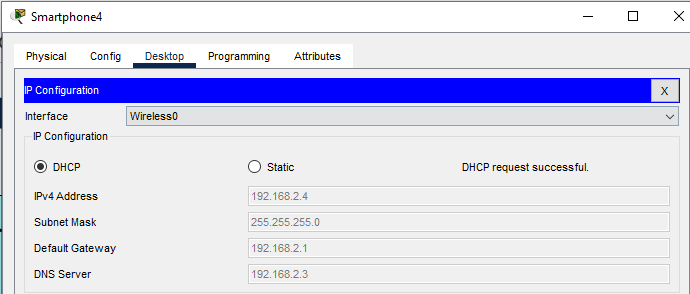 Smartphone4
Physical Config Desktop Programming Attributes
IP Configuration X
Interface Wireless0
IP Configuration
DHCP Static DHCP request successful.
IPv4 Address 192.168.2.4
Subnet Mask 255.255.255.0
Default Gateway 192.168.2.1
DNS Server 192.168.2.3